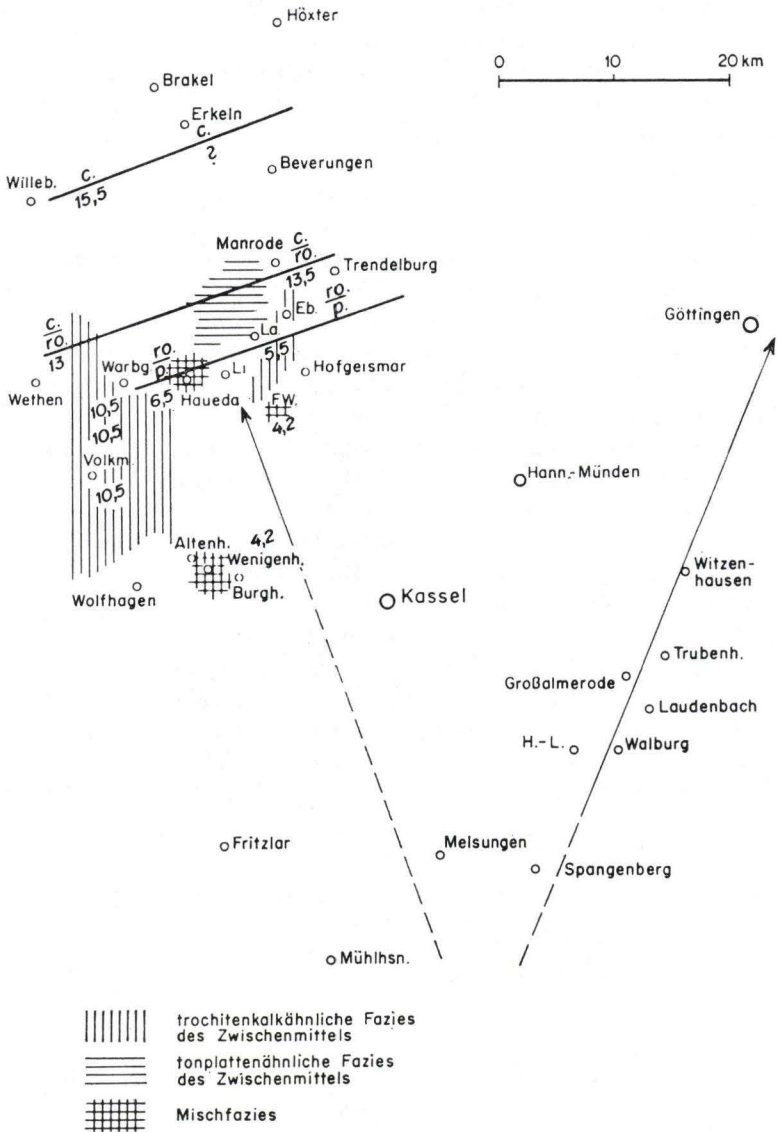 Höxter
0 10 20 km
Brakel
Erkeln
c.
?
Beverungen
Willeb.
c.
15,5
Manrode
c.
ro.
13,5
Trendelburg
Eb.
ro.
p.
La.
5,5
Göttingen
c.
ro.
13
Wethen
Warbg.
ro.
p.
6,5
Haueda
Li
Hofgeismar
F.W.
4,2
10,5
10,5
Volkm.
10,5
Hann.-Münden
Altenh.
4,2
Wenigenh.
Burgh.
Wolfhagen
Kassel
Witzen-
hausen
Trubenh.
Großalmerode
Laudenbach
H.-L.
Walburg
Fritzlar
Melsungen
Spangenberg
Mühlhsn.
trochitenkalkähnliche Fazies
des Zwischenmittels
tonplattenähnliche Fazies
des Zwischenmittels
Mischfazies